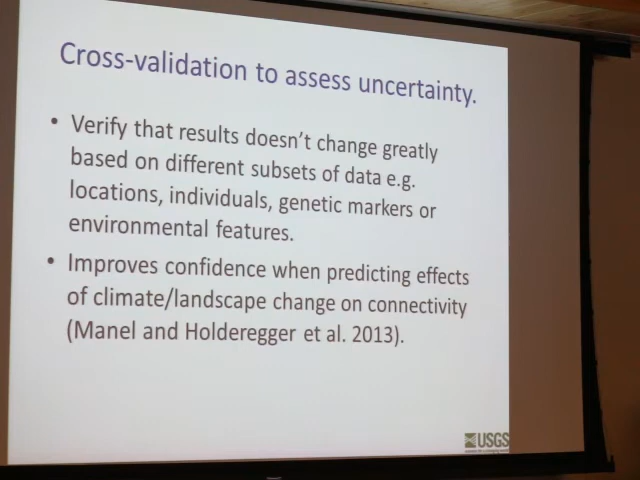 Cross-validation to assess uncertainty.
• Verify that results doesn't change greatly
based on different subsets of data e.g.
locations, individuals, genetic markers or
environmental features.
• Improves confidence when predicting effects
of climate/landscape change on connectivity
(Manel and Holderegger et al. 2013).
USGS